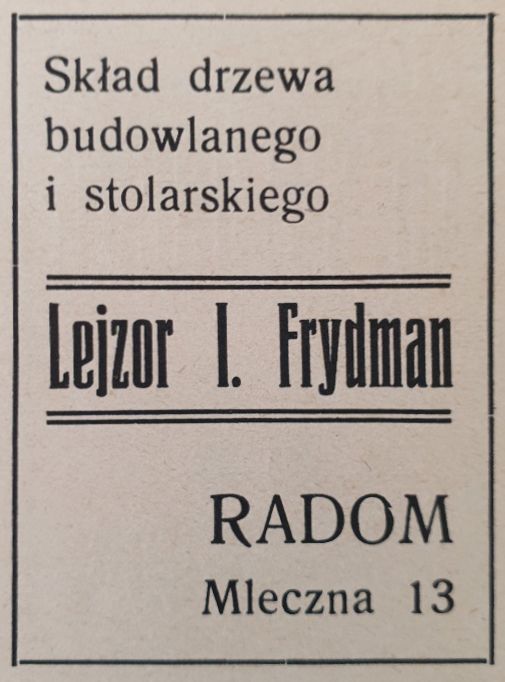 Skład drzewa
budowlanego
i stolarskiego
Lejzor I. Frydman
RADOM
Mleczna 13